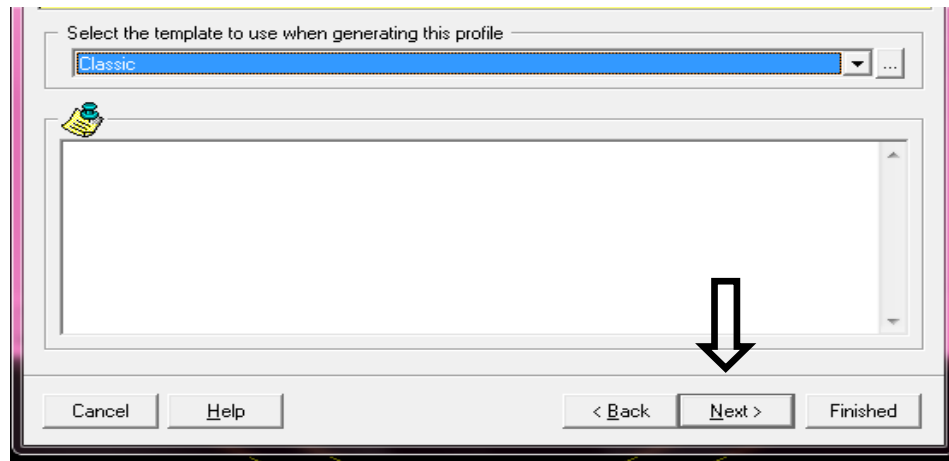 Select the template to use when generating this profile
Classic
...
Cancel Help < Back Next > Finished